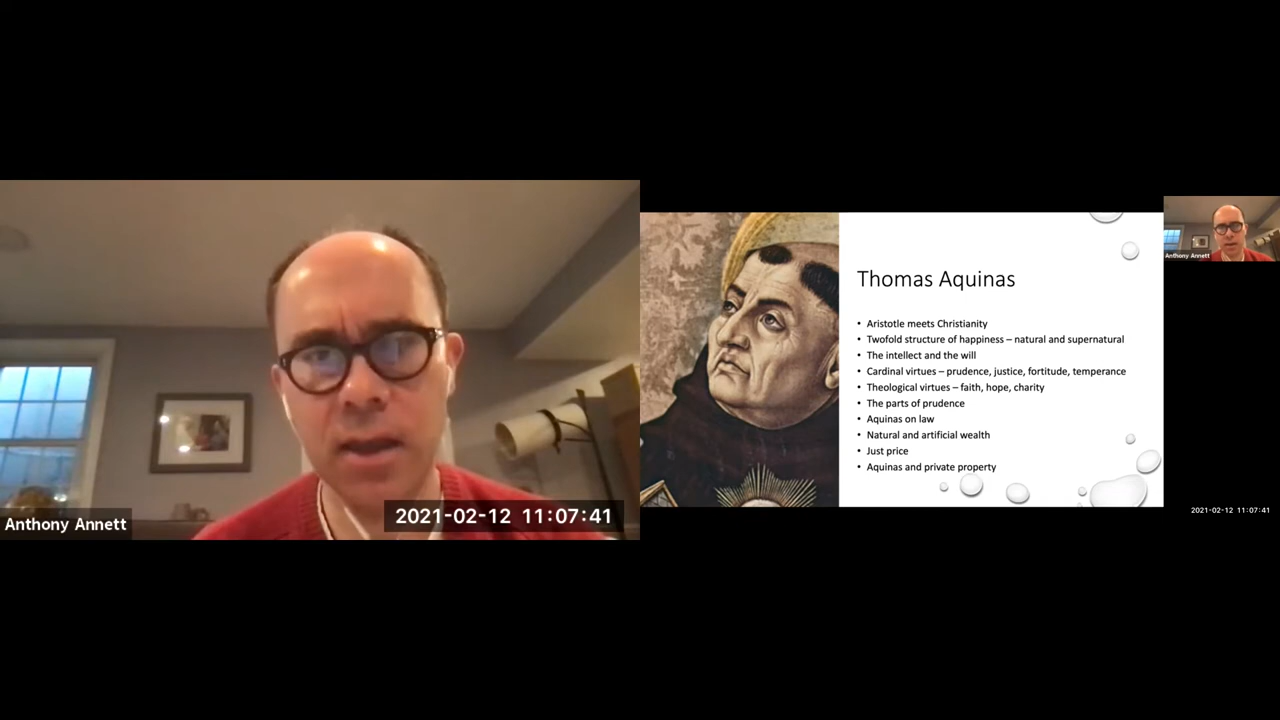 Anthony Annett
2021-02-12 11:07:41
Thomas Aquinas
• Aristotle meets Christianity
• Twofold structure of happiness – natural and supernatural
• The intellect and the will
• Cardinal virtues – prudence, justice, fortitude, temperance
• Theological virtues – faith, hope, charity
• The parts of prudence
• Aquinas on law
• Natural and artificial wealth
• Just price
• Aquinas and private property
Anthony Annett
2021-02-12 11:07:41